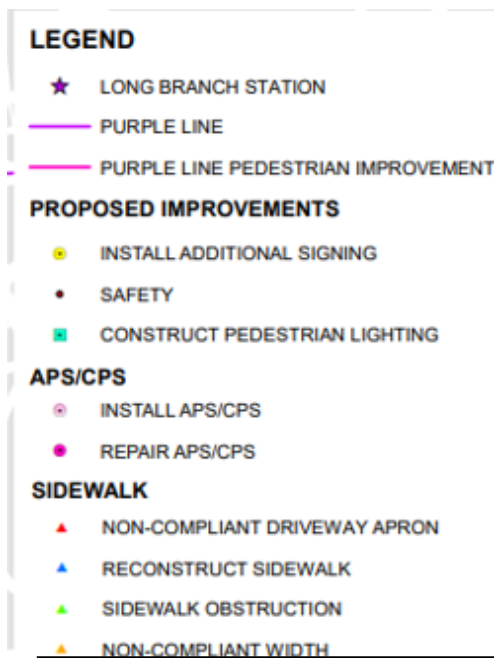 LEGEND
LONG BRANCH STATION
PURPLE LINE
PURPLE LINE PEDESTRIAN IMPROVEMENT
PROPOSED IMPROVEMENTS
INSTALL ADDITIONAL SIGNING
SAFETY
CONSTRUCT PEDESTRIAN LIGHTING
APS/CPS
INSTALL APS/CPS
REPAIR APS/CPS
SIDEWALK
NON-COMPLIANT DRIVEWAY APRON
RECONSTRUCT SIDEWALK
SIDEWALK OBSTRUCTION
NON-COMPLIANT WIDTH